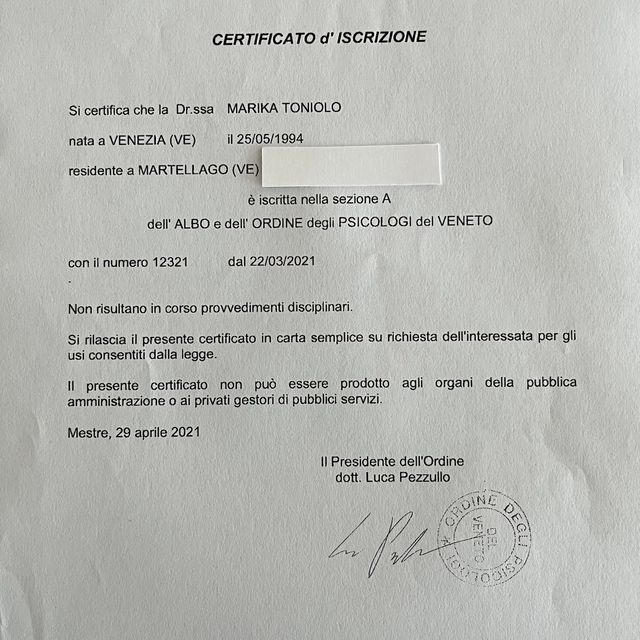 CERTIFICATO d' ISCRIZIONE
Si certifica che la Dr.ssa MARIKA TONIOLO
nata a VENEZIA (VE) il 25/05/1994
residente a MARTELLAGO (VE)
è iscritta nella sezione A
dell' ALBO e dell' ORDINE degli PSICOLOGI del VENETO
con il numero 12321 dal 22/03/2021
.
Non risultano in corso provvedimenti disciplinari.
Si rilascia il presente certificato in carta semplice su richiesta dell'interessata per gli
usi consentiti dalla legge.
Il presente certificato non può essere prodotto agli organi della pubblica
amministrazione o ai privati gestori di pubblici servizi.
Mestre, 29 aprile 2021
Il Presidente dell'Ordine
dott. Luca Pezzullo
ORDINE DEGLI PSICOLOGI
DEL
VENETO